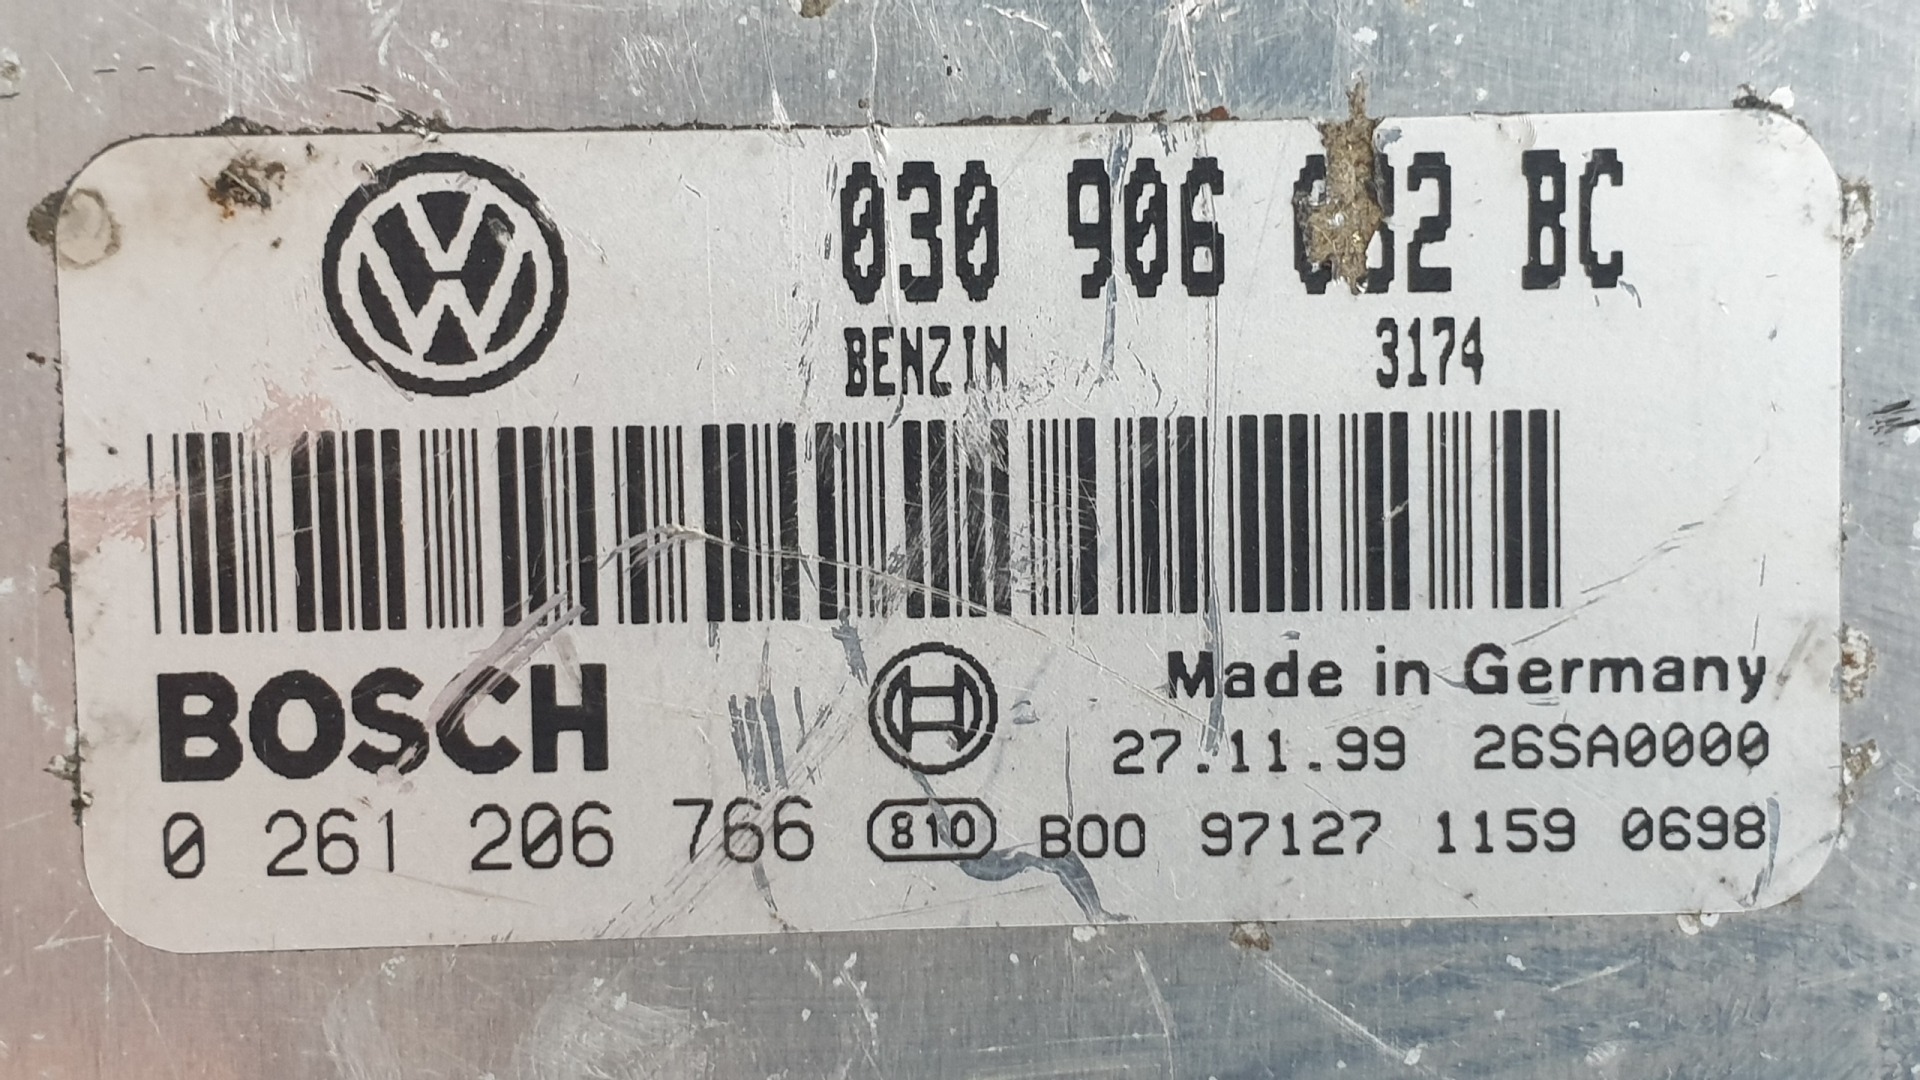 030 906 032 BC
BENZIN 3174
BOSCH
Made in Germany
27.11.99 26SA0000
0 261 206 766 810 B00 97127 1159 0698